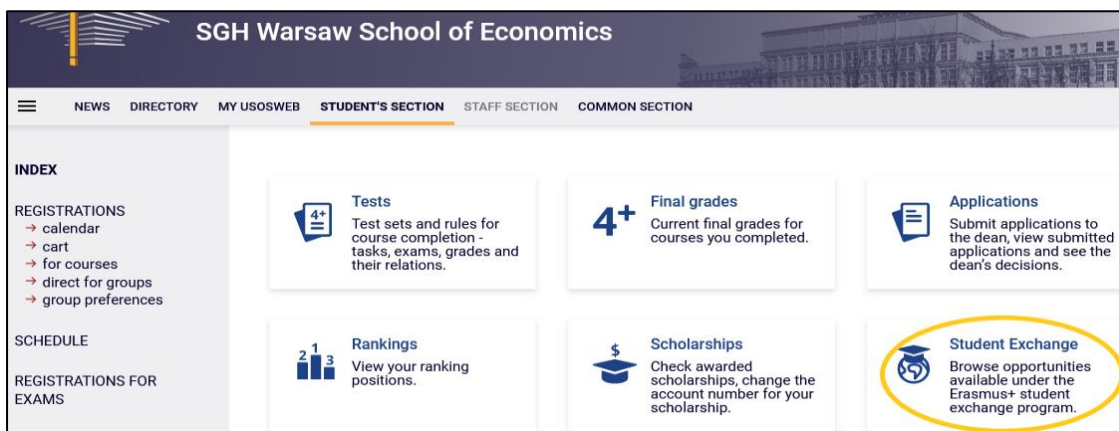 SGH Warsaw School of Economics
NEWS DIRECTORY MY USOSWEB STUDENT'S SECTION STAFF SECTION COMMON SECTION
INDEX
REGISTRATIONS
→ calendar
→ cart
→ for courses
→ direct for groups
→ group preferences
SCHEDULE
REGISTRATIONS FOR
EXAMS
4+
Tests
Test sets and rules for
course completion -
tasks, exams, grades and
their relations.
4+
Final grades
Current final grades for
courses you completed.
Applications
Submit applications to
the dean, view submitted
applications and see the
dean's decisions.
2 1 3
Rankings
View your ranking
positions.
$
Scholarships
Check awarded
scholarships, change the
account number for your
scholarship.
Student Exchange
Browse opportunities
available under the
Erasmus+ student
exchange program.